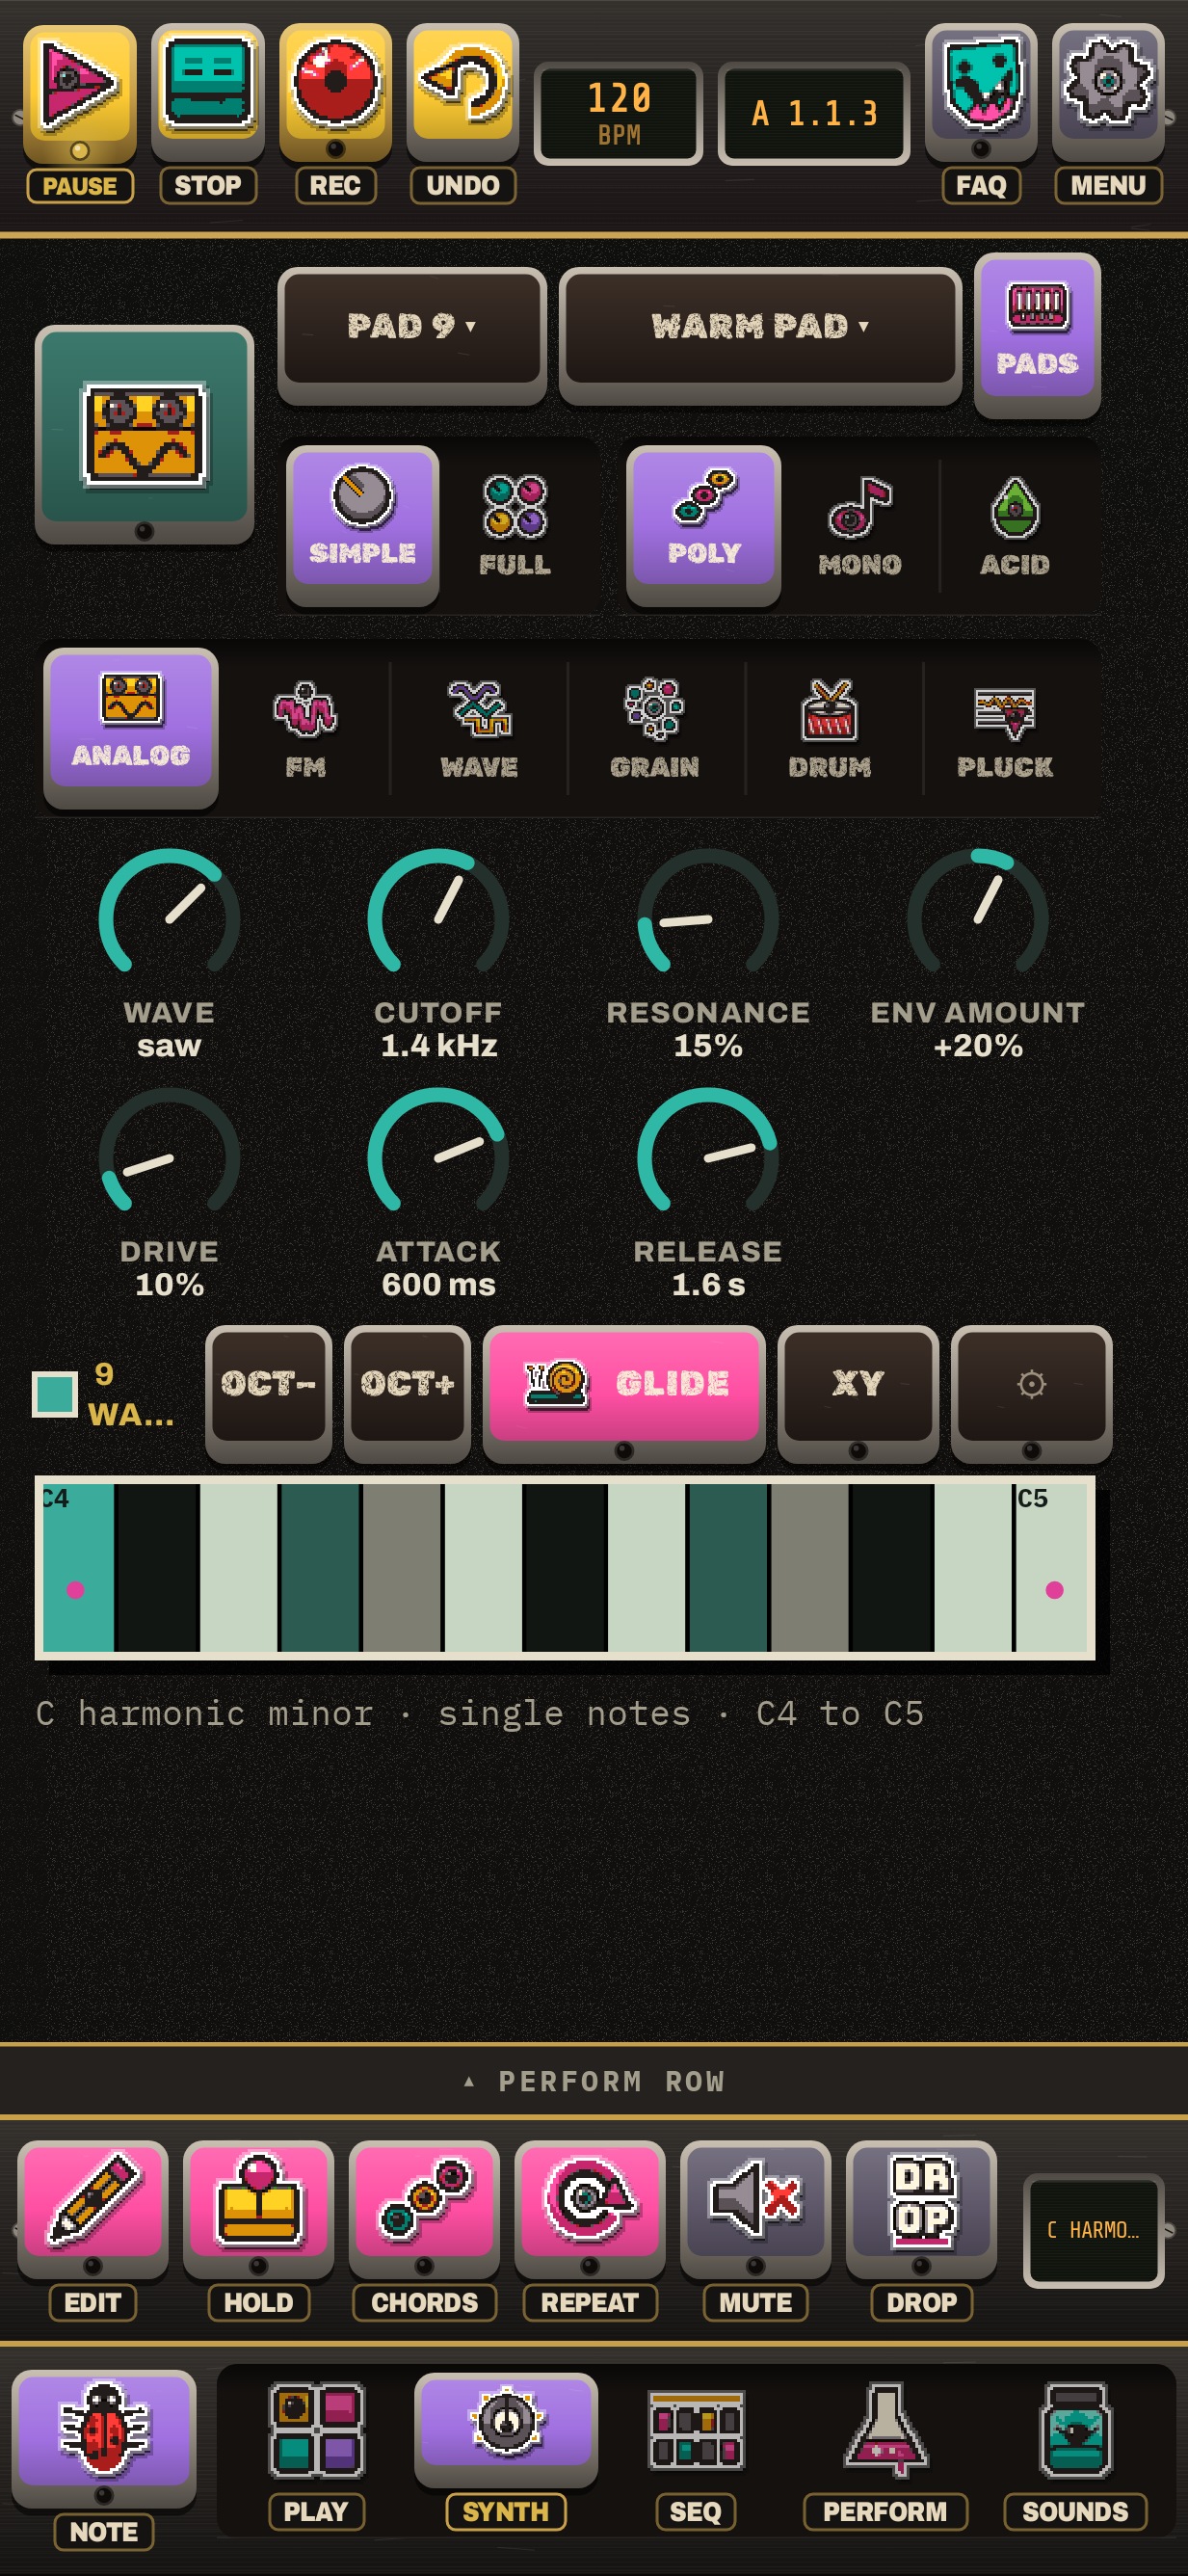 120
BPM
A 1.1.3
PAUSE
STOP
REC
UNDO
FAQ
MENU
PAD 9 ▾
WARM PAD ▾
PADS
SIMPLE
FULL
POLY
MONO
ACID
ANALOG
FM
WAVE
GRAIN
DRUM
PLUCK
WAVE
saw
CUTOFF
1.4 kHz
RESONANCE
15%
ENV AMOUNT
+20%
DRIVE
10%
ATTACK
600 ms
RELEASE
1.6 s
9
WA...
OCT-
OCT+
GLIDE
XY
C4
C5
C harmonic minor · single notes · C4 to C5
▴ PERFORM ROW
DR
OP
C HARMO…
EDIT
HOLD
CHORDS
REPEAT
MUTE
DROP
NOTE
PLAY
SYNTH
SEQ
PERFORM
SOUNDS